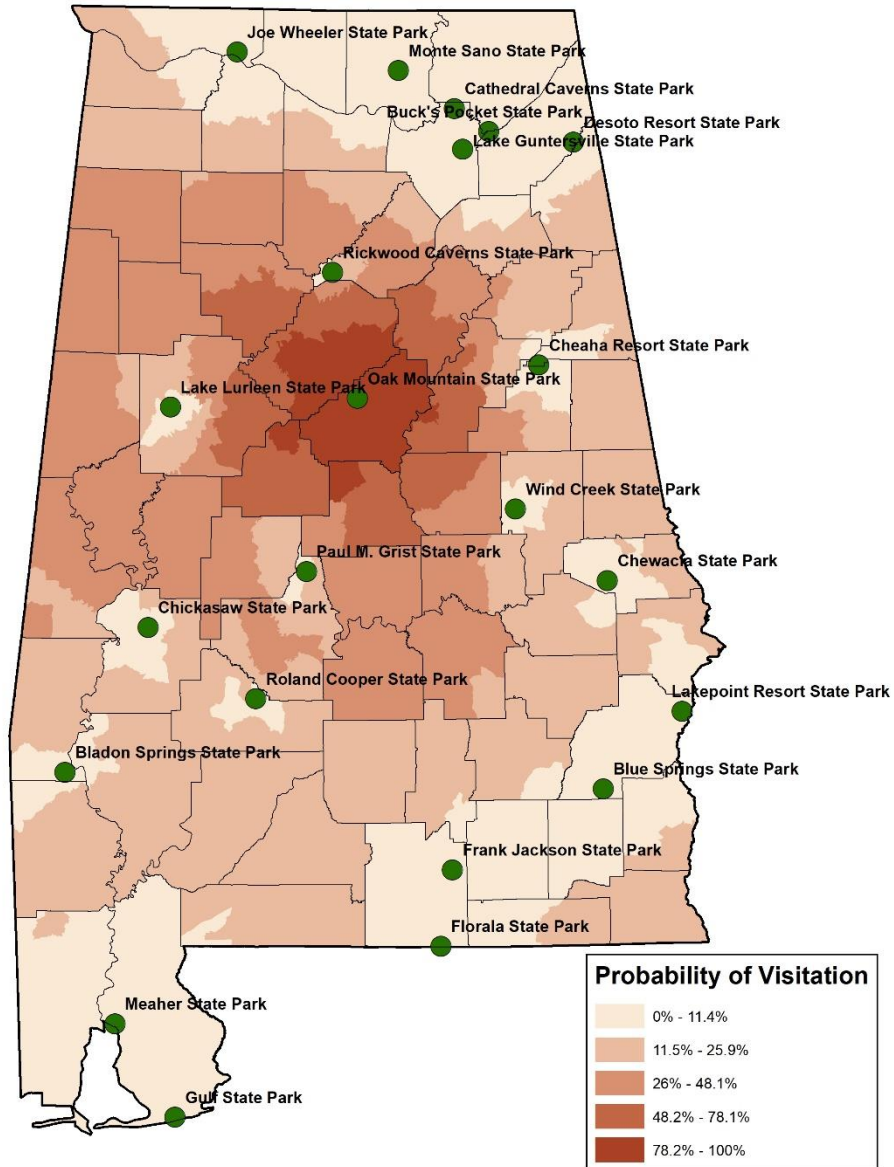 Joe Wheeler State Park
Monte Sano State Park
Cathedral Caverns State Park
Buck's Pocket State Park
Desoto Resort State Park
Lake Guntersville State Park
Rickwood Caverns State Park
Cheaha Resort State Park
Lake Lurleen State Park
Oak Mountain State Park
Wind Creek State Park
Paul M. Grist State Park
Chewacla State Park
Chickasaw State Park
Roland Cooper State Park
Lakepoint Resort State Park
Bladon Springs State Park
Blue Springs State Park
Frank Jackson State Park
Florala State Park
Meaher State Park
Gulf State Park
Probability of Visitation
0% - 11.4%
11.5% - 25.9%
26% - 48.1%
48.2% - 78.1%
78.2% - 100%